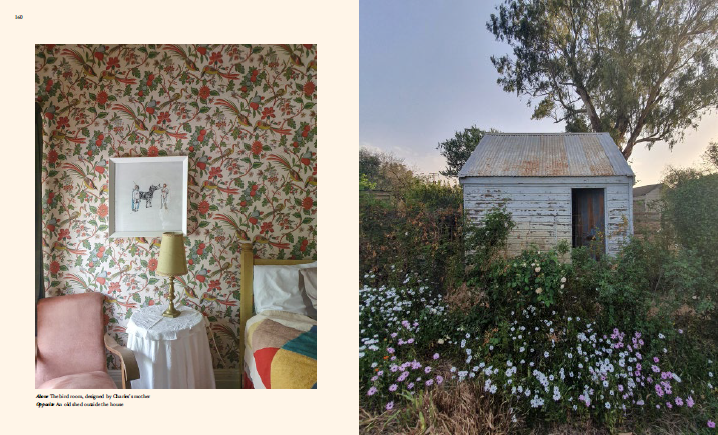 160
Above The bird room, designed by Charles's mother
Opposite An old shed outside the house